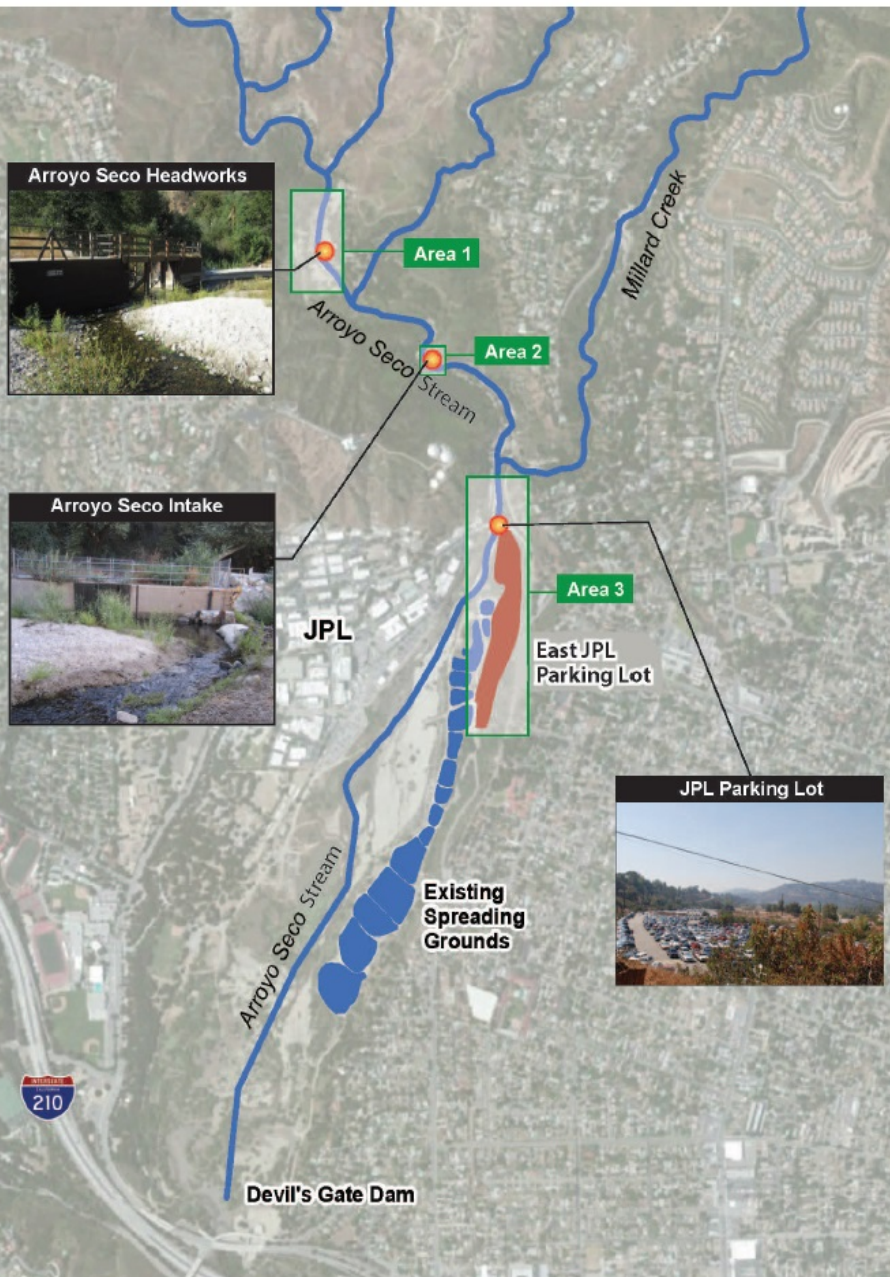 Arroyo Seco Headworks
Area 1
Millard Creek
Arroyo Seco Stream
Area 2
Arroyo Seco Intake
Area 3
JPL
East JPL
Parking Lot
JPL Parking Lot
Existing
Spreading
Grounds
Arroyo Seco Stream
INTERSTATE
CALIFORNIA
210
Devil's Gate Dam